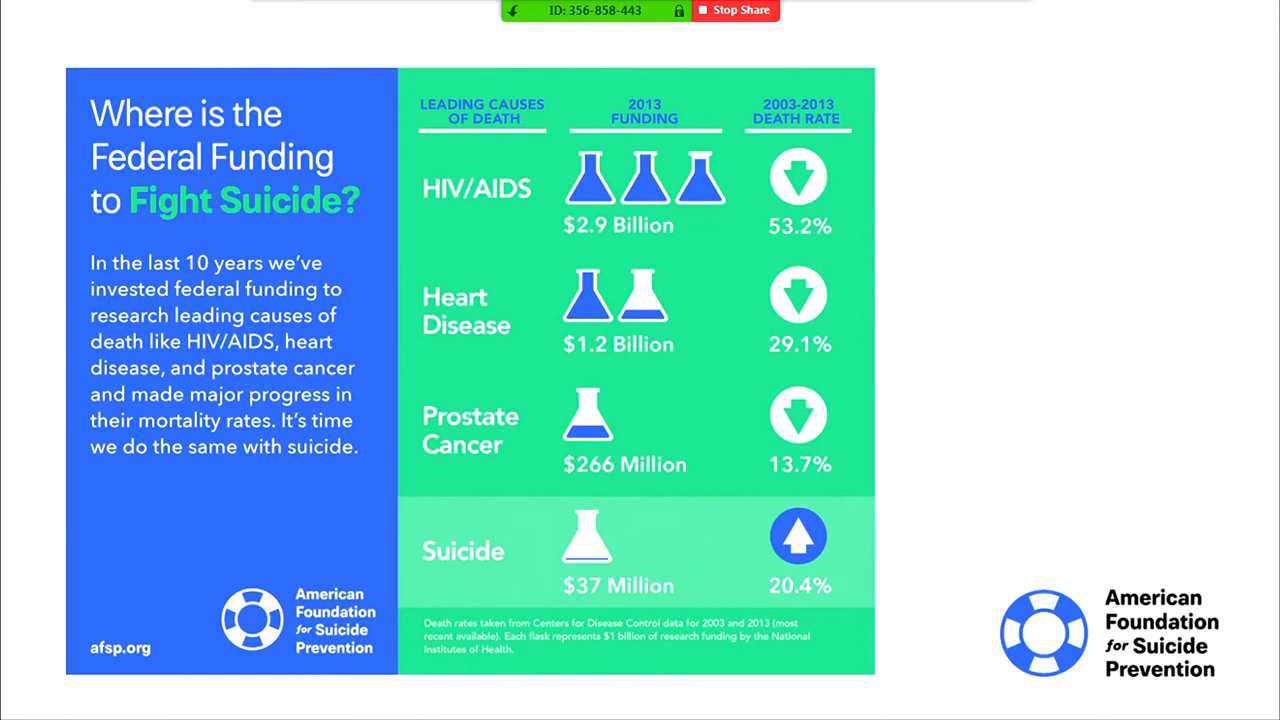 ID: 356-858-443
Stop Share
Where is the
Federal Funding
to Fight Suicide?
In the last 10 years we've
invested federal funding to
research leading causes of
death like HIV/AIDS, heart
disease, and prostate cancer
and made major progress in
their mortality rates. It's time
we do the same with suicide.
afsp.org
American
Foundation
for Suicide
Prevention
LEADING CAUSES
OF DEATH
2013
FUNDING
2003-2013
DEATH RATE
HIV/AIDS
$2.9 Billion
53.2%
Heart
Disease
$1.2 Billion
29.1%
Prostate
Cancer
$266 Million
13.7%
Suicide
$37 Million
20.4%
Death rates taken from Centers for Disease Control data for 2003 and 2013 (most
recent available). Each flask represents $1 billion of research funding by the National
Institutes of Health.
American
Foundation
for Suicide
Prevention